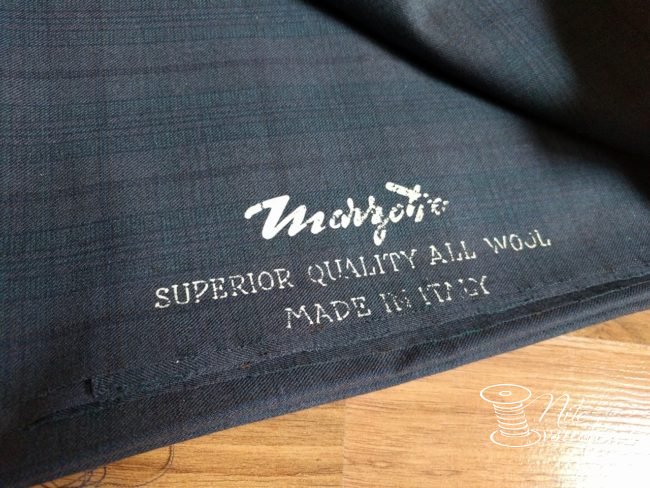 Marzotto
SUPERIOR QUALITY ALL WOOL
MADE IN ITALY